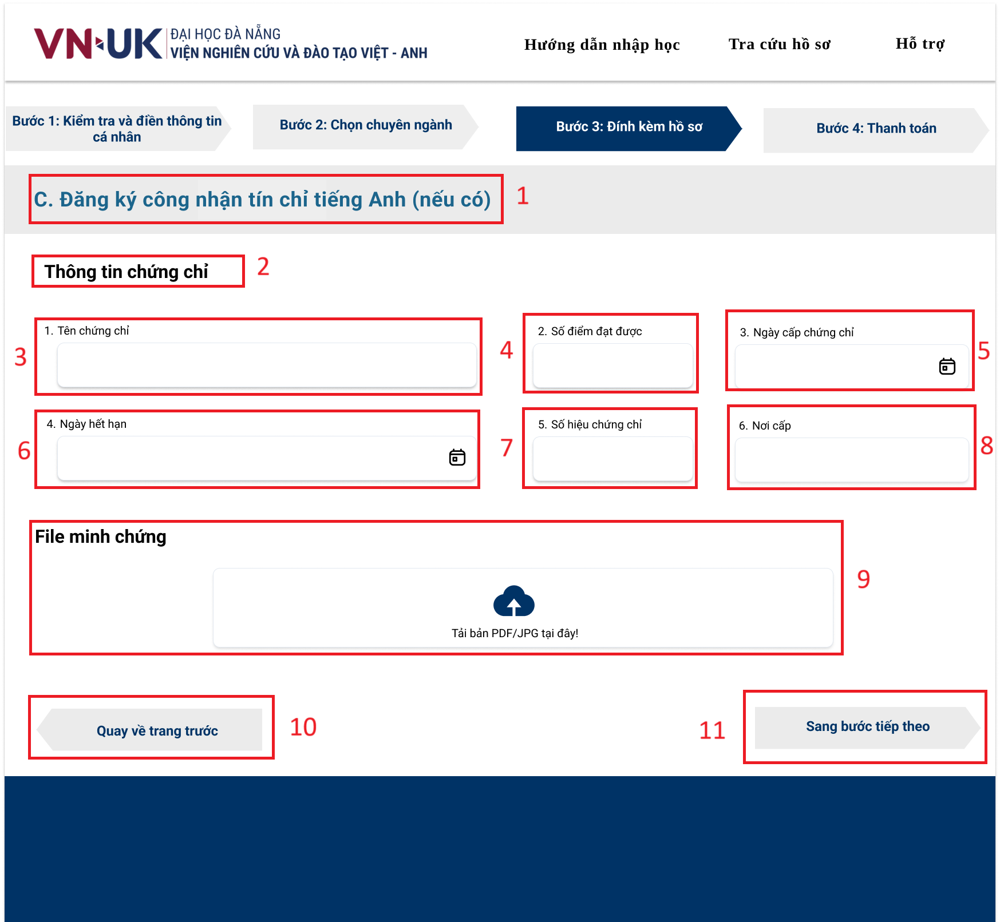 VN UK ĐẠI HỌC ĐÀ NẴNG
VIỆN NGHIÊN CỨU VÀ ĐÀO TẠO VIỆT - ANH
Hướng dẫn nhập học
Tra cứu hồ sơ
Hỗ trợ
Bước 1: Kiểm tra và điền thông tin
cá nhân
Bước 2: Chọn chuyên ngành
Bước 3: Đính kèm hồ sơ
Bước 4: Thanh toán
C. Đăng ký công nhận tín chỉ tiếng Anh (nếu có)
1
Thông tin chứng chỉ
2
1. Tên chứng chỉ
3
2. Số điểm đạt được
4
3. Ngày cấp chứng chỉ
5
4. Ngày hết hạn
6
5. Số hiệu chứng chỉ
7
6. Nơi cấp
8
File minh chứng
Tải bản PDF/JPG tại đây!
9
Quay về trang trước
10
11
Sang bước tiếp theo